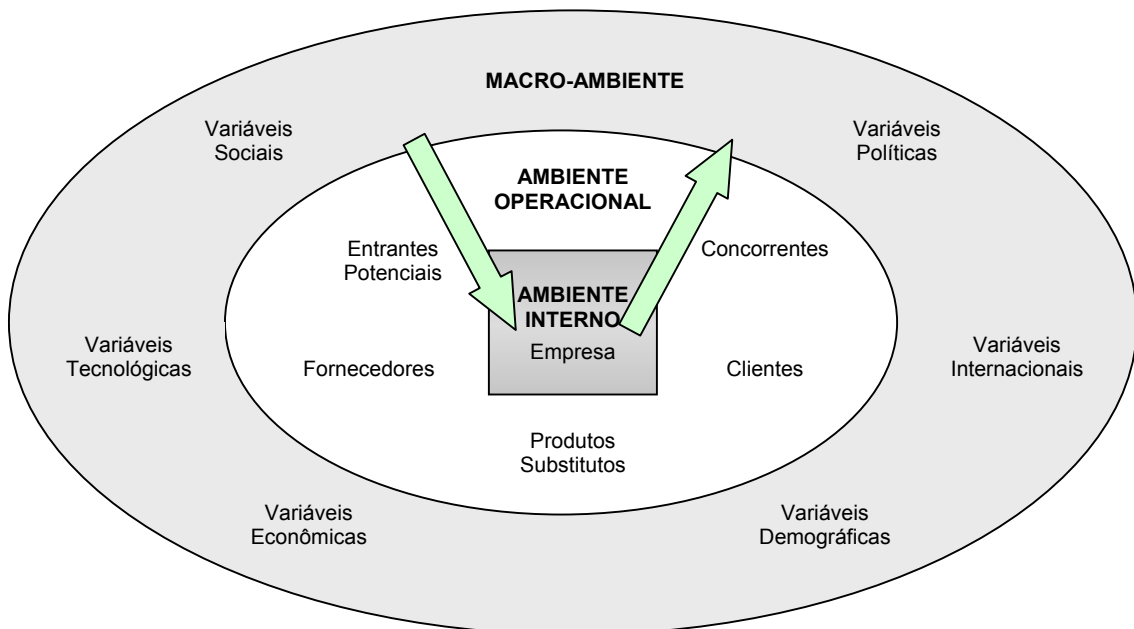 MACRO-AMBIENTE
Variáveis
Sociais
Variáveis
Políticas
AMBIENTE
OPERACIONAL
Entrantes
Potenciais
Concorrentes
AMBIENTE
INTERNO
Empresa
Variáveis
Tecnológicas
Fornecedores
Clientes
Variáveis
Internacionais
Produtos
Substitutos
Variáveis
Econômicas
Variáveis
Demográficas